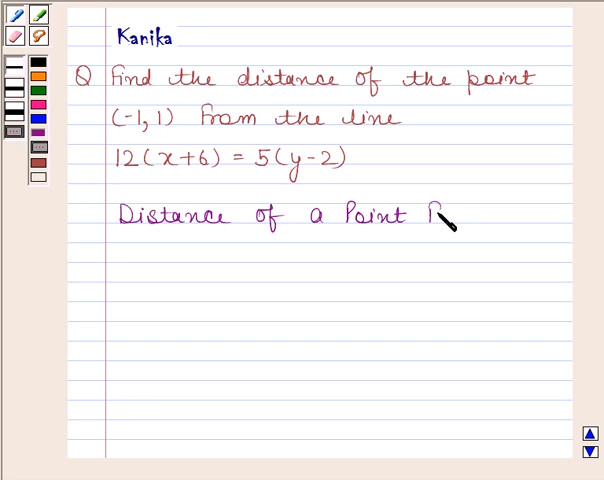 Kanika
Q Find the distance of the point
(-1, 1) from the line
12(x+6) = 5(y-2)
Distance of a Point